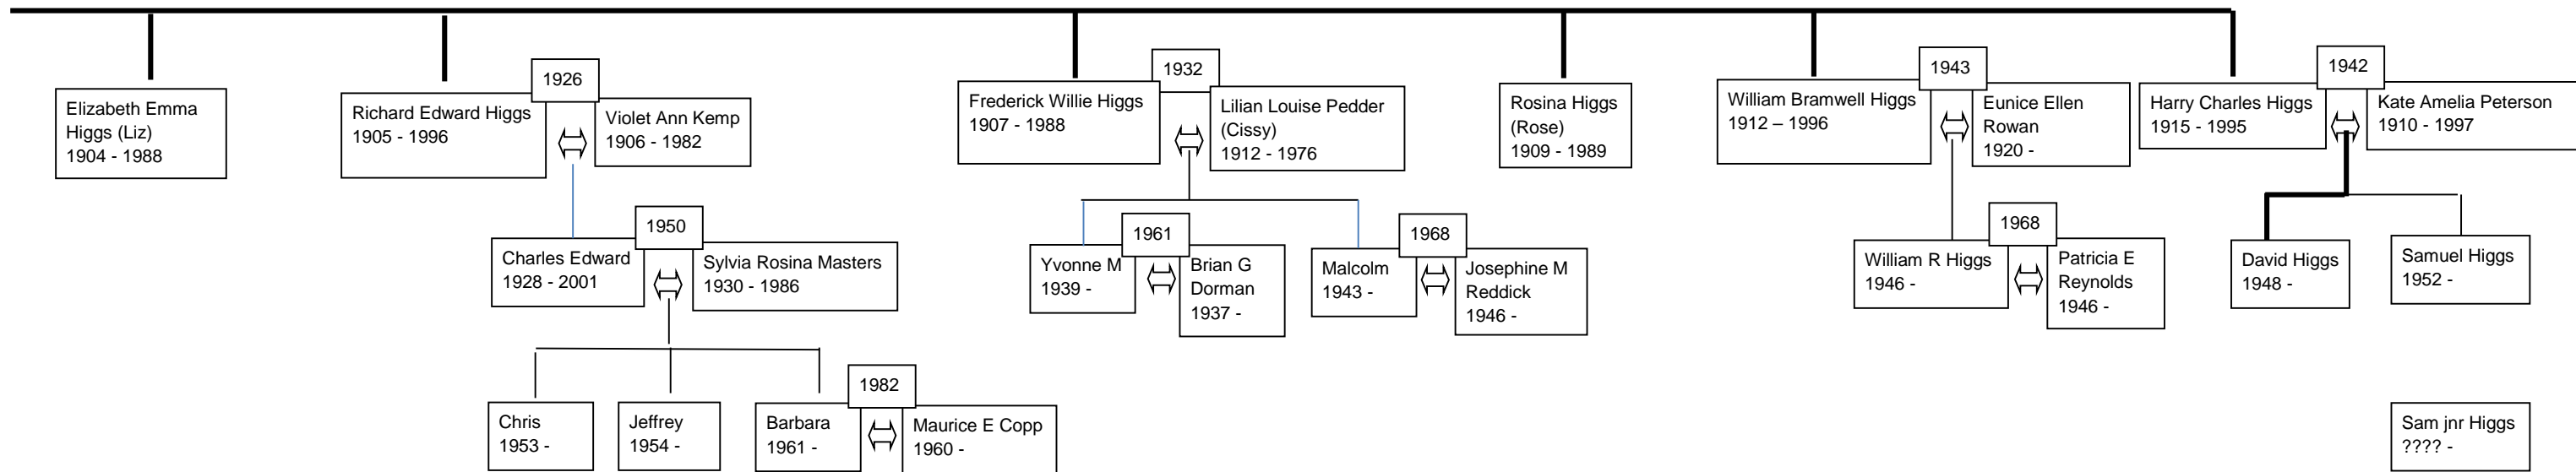 Elizabeth Emma
Higgs (Liz)
1904 - 1988
Richard Edward Higgs
1905 - 1996
1926
Violet Ann Kemp
1906 - 1982
Frederick Willie Higgs
1907 - 1988
1932
Lilian Louise Pedder
(Cissy)
1912 - 1976
Rosina Higgs
(Rose)
1909 - 1989
William Bramwell Higgs
1912 – 1996
1943
Eunice Ellen
Rowan
1920 -
Harry Charles Higgs
1915 - 1995
1942
Kate Amelia Peterson
1910 - 1997
Charles Edward
1928 - 2001
1950
Sylvia Rosina Masters
1930 - 1986
Yvonne M
1939 -
1961
Brian G
Dorman
1937 -
Malcolm
1943 -
1968
Josephine M
Reddick
1946 -
William R Higgs
1946 -
1968
Patricia E
Reynolds
1946 -
David Higgs
1948 -
Samuel Higgs
1952 -
Chris
1953 -
Jeffrey
1954 -
Barbara
1961 -
1982
Maurice E Copp
1960 -
Sam jnr Higgs
???? -